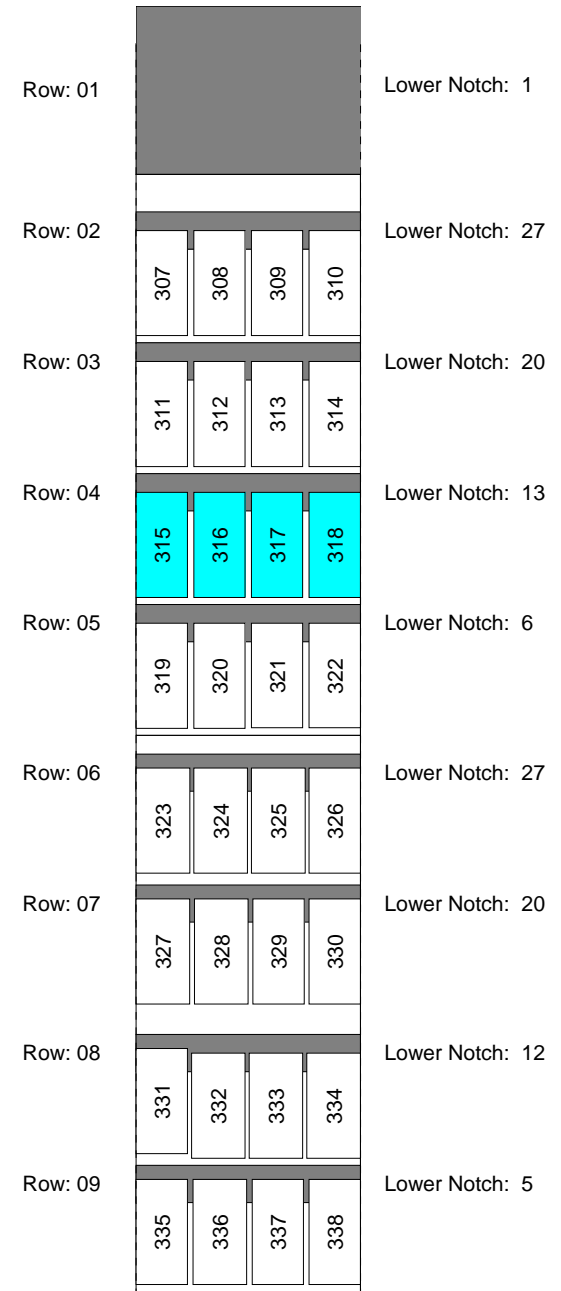 Row: 01 Lower Notch: 1
Row: 02 Lower Notch: 27
307 308 309 310
Row: 03 Lower Notch: 20
311 312 313 314
Row: 04 Lower Notch: 13
315 316 317 318
Row: 05 Lower Notch: 6
319 320 321 322
Row: 06 Lower Notch: 27
323 324 325 326
Row: 07 Lower Notch: 20
327 328 329 330
Row: 08 Lower Notch: 12
331 332 333 334
Row: 09 Lower Notch: 5
335 336 337 338